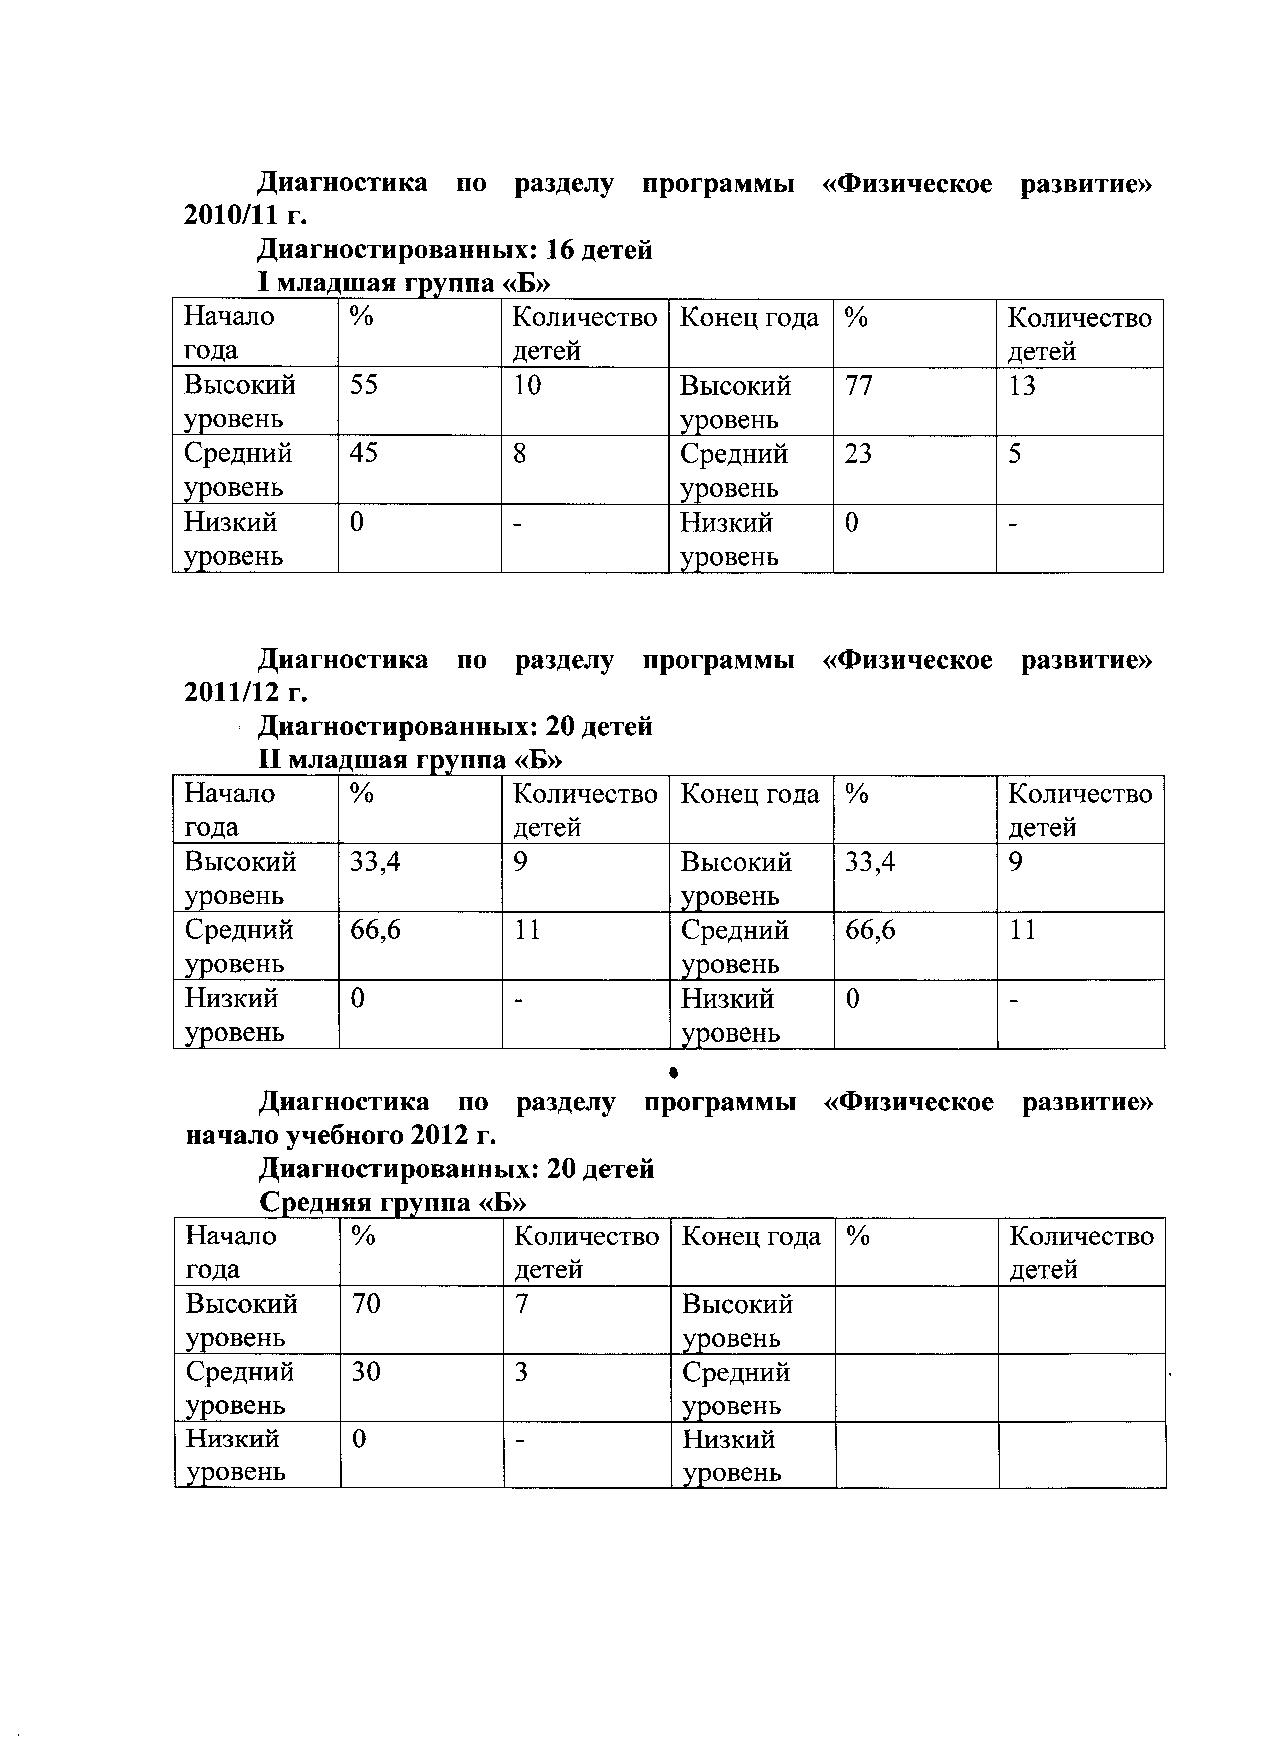 Диагностика по разделу программы «Физическое развитие»
2010/11 г.
Диагностированных: 16 детей
I младшая группа «Б»
Начало % Количество Конец года % Количество
года детей детей
Высокий 55 10 Высокий 77 13
уровень уровень
Средний 45 8 Средний 23 5
уровень уровень
Низкий 0 - Низкий 0 -
уровень уровень
Диагностика по разделу программы «Физическое развитие»
2011/12 г.
Диагностированных: 20 детей
II младшая группа «Б»
Начало % Количество Конец года % Количество
года детей детей
Высокий 33,4 9 Высокий 33,4 9
уровень уровень
Средний 66,6 11 Средний 66,6 11
уровень уровень
Низкий 0 - Низкий 0 -
уровень уровень
Диагностика по разделу программы «Физическое развитие»
начало учебного 2012 г.
Диагностированных: 20 детей
Средняя группа «Б»
Начало % Количество Конец года % Количество
года детей детей
Высокий 70 7 Высокий
уровень уровень
Средний 30 3 Средний
уровень уровень
Низкий 0 - Низкий
уровень уровень